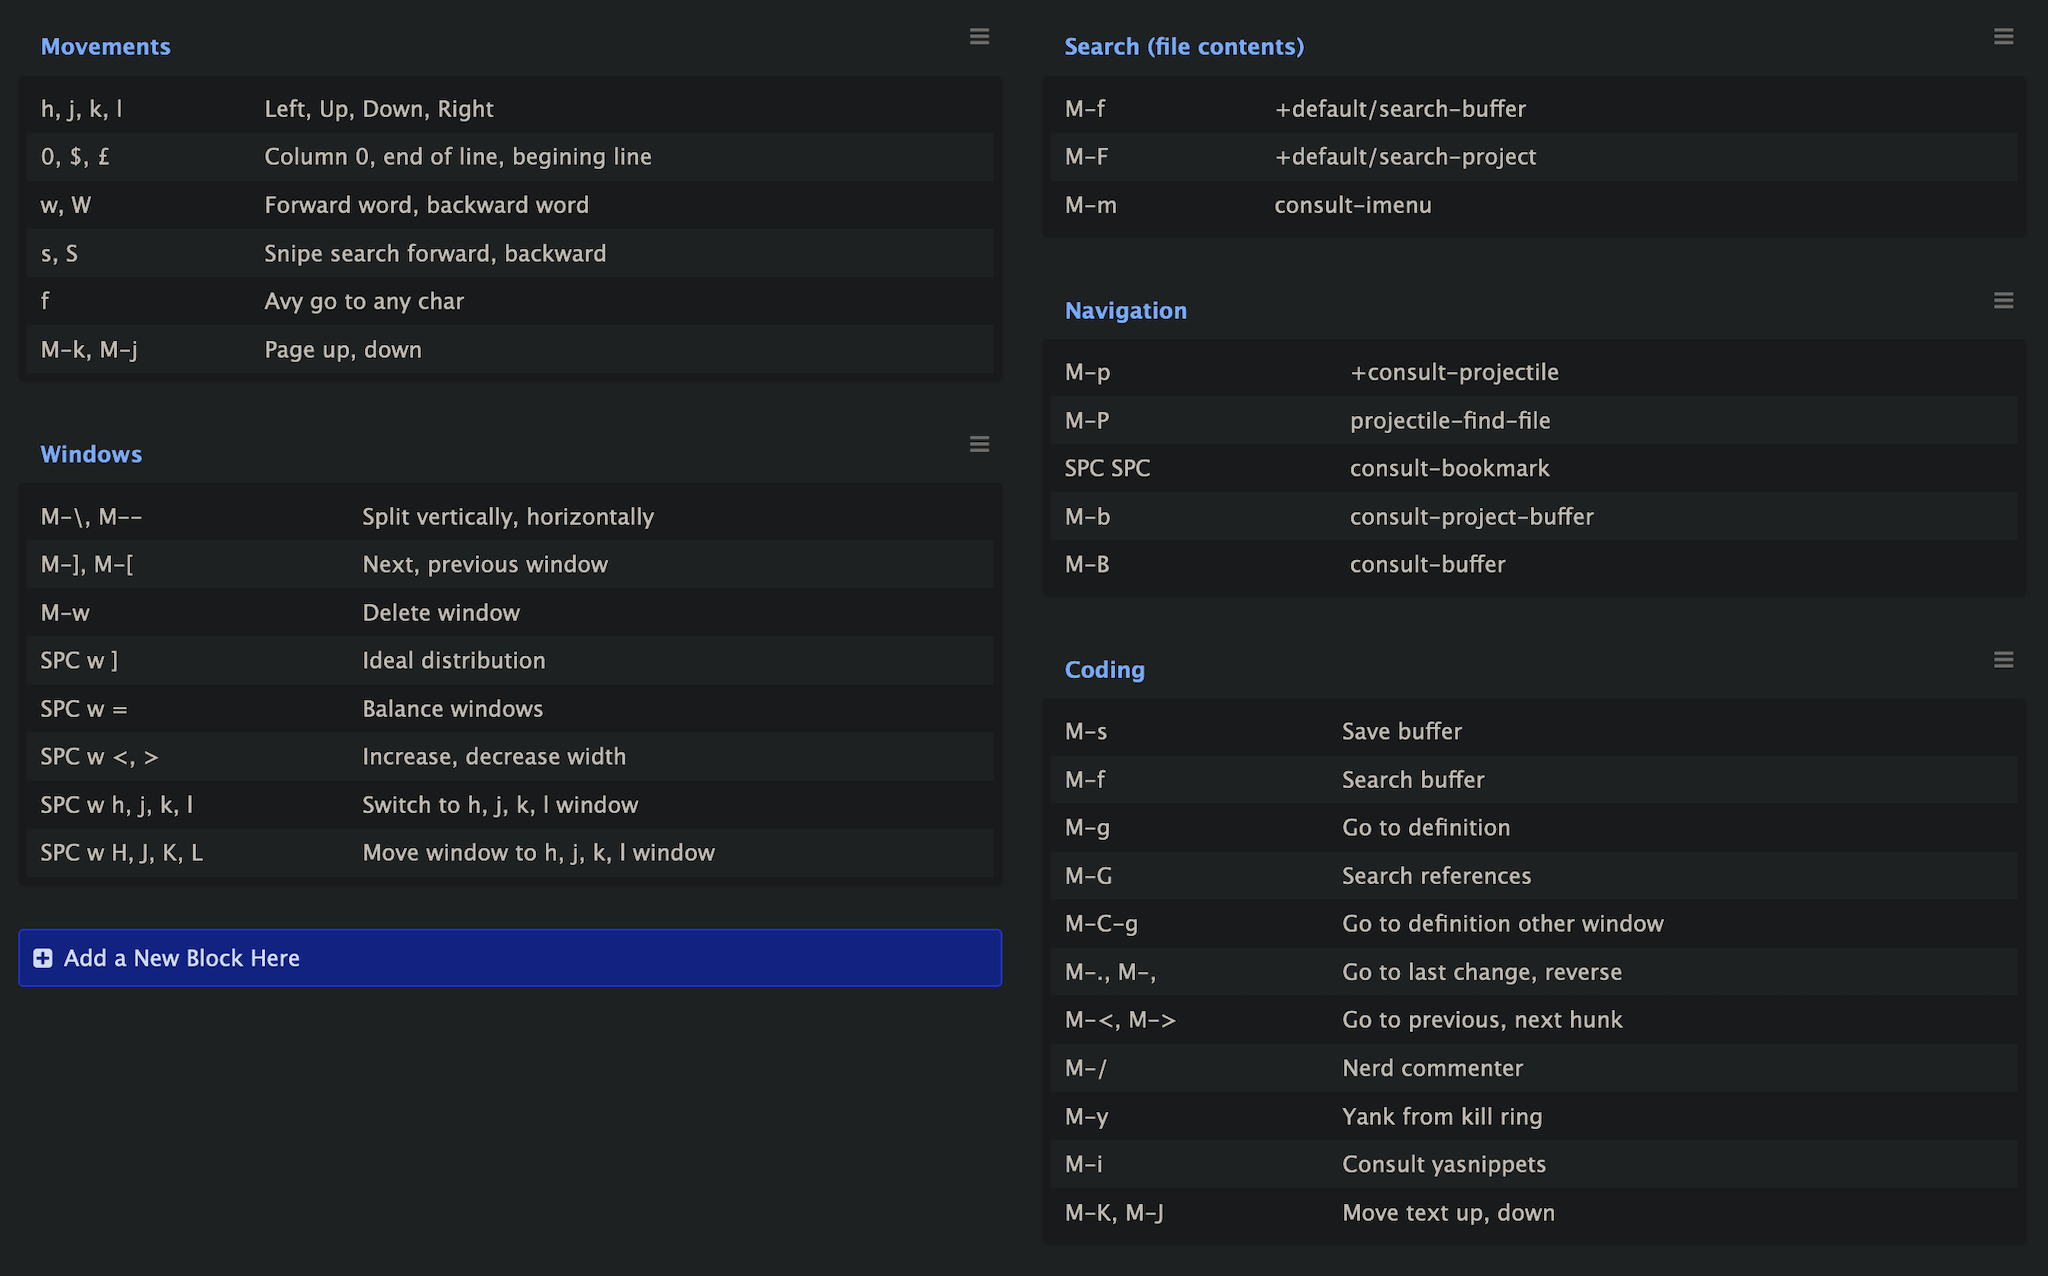 Movements
h, j, k, l Left, Up, Down, Right
0, $, £ Column 0, end of line, begining line
w, W Forward word, backward word
s, S Snipe search forward, backward
f Avy go to any char
M-k, M-j Page up, down
Windows
M-\, M-- Split vertically, horizontally
M-], M-[ Next, previous window
M-w Delete window
SPC w ] Ideal distribution
SPC w = Balance windows
SPC w <, > Increase, decrease width
SPC w h, j, k, l Switch to h, j, k, l window
SPC w H, J, K, L Move window to h, j, k, l window
Add a New Block Here
Search (file contents)
M-f +default/search-buffer
M-F +default/search-project
M-m consult-imenu
Navigation
M-p +consult-projectile
M-P projectile-find-file
SPC SPC consult-bookmark
M-b consult-project-buffer
M-B consult-buffer
Coding
M-s Save buffer
M-f Search buffer
M-g Go to definition
M-G Search references
M-C-g Go to definition other window
M-., M-, Go to last change, reverse
M-<, M-> Go to previous, next hunk
M-/ Nerd commenter
M-y Yank from kill ring
M-i Consult yasnippets
M-K, M-J Move text up, down